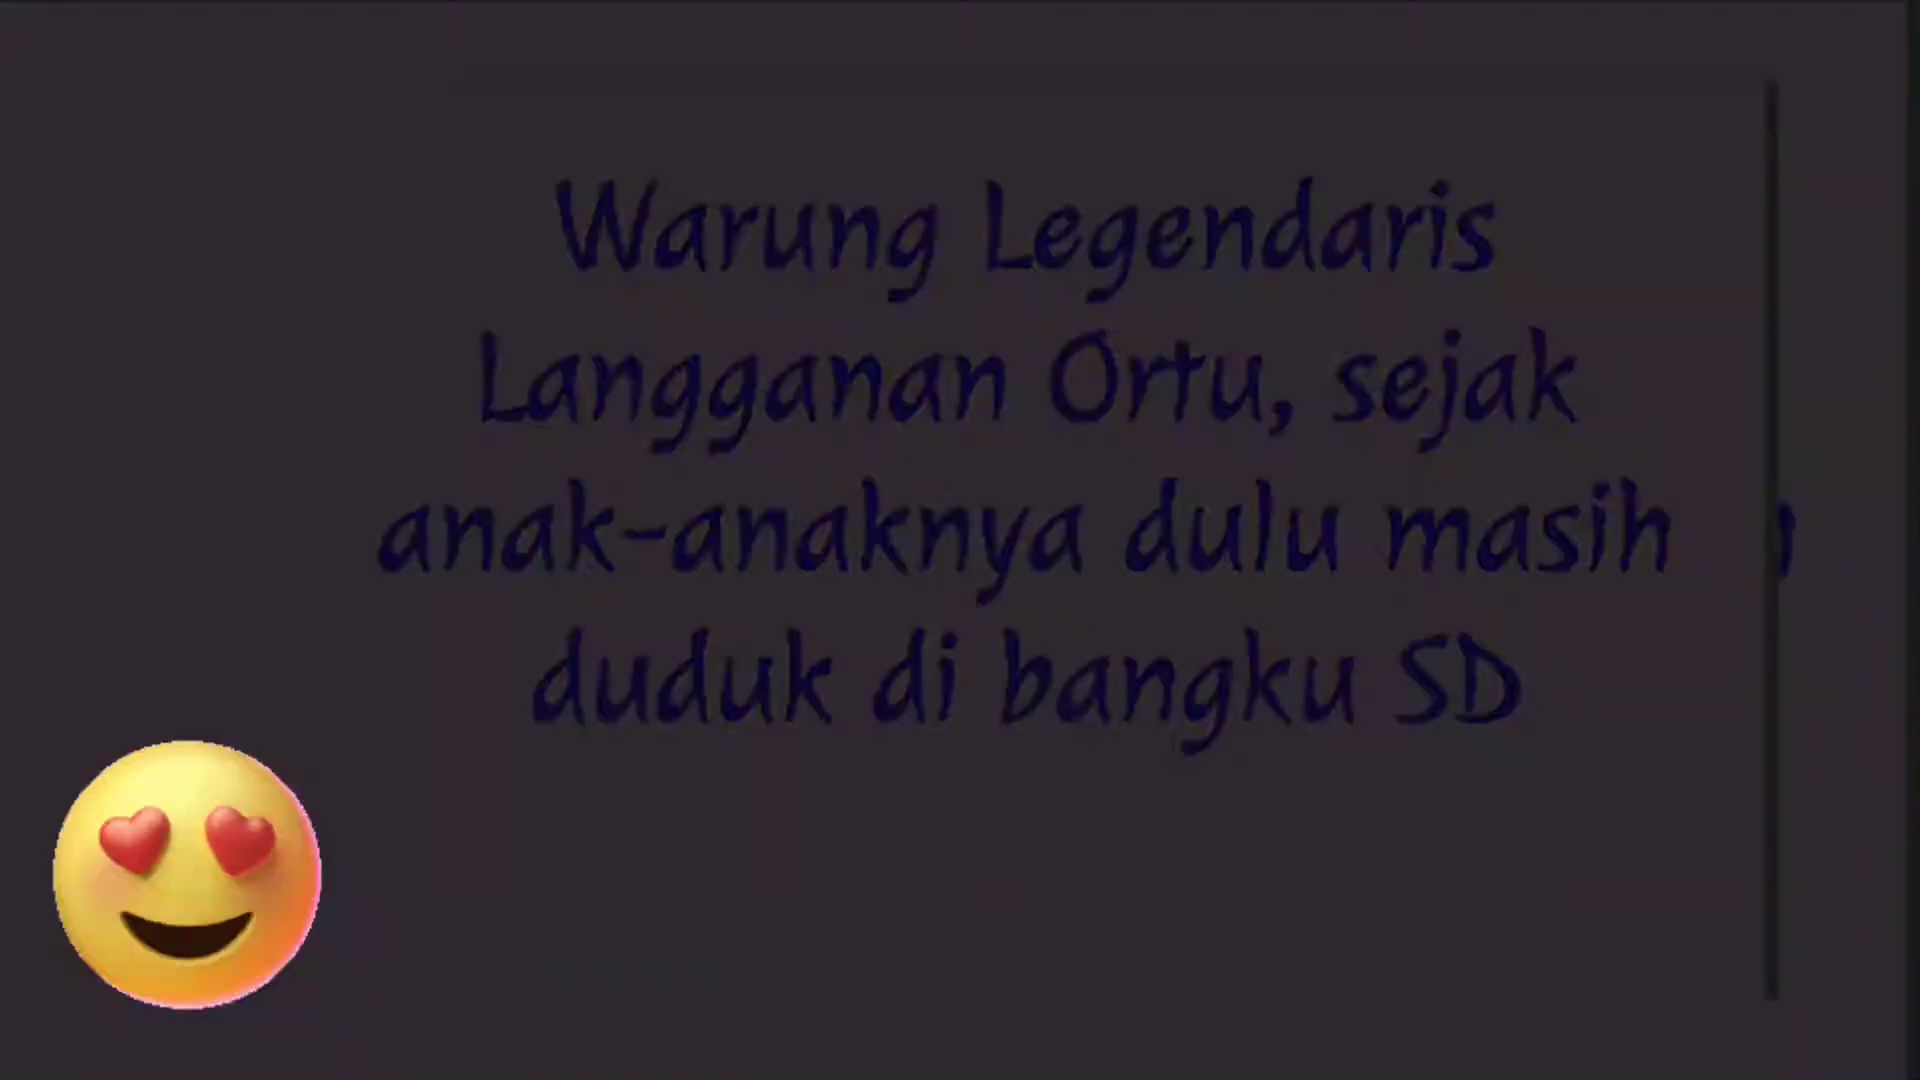 Warung Legendaris
Langganan Ortu, sejak
anak-anaknya dulu masih
duduk di bangku SD